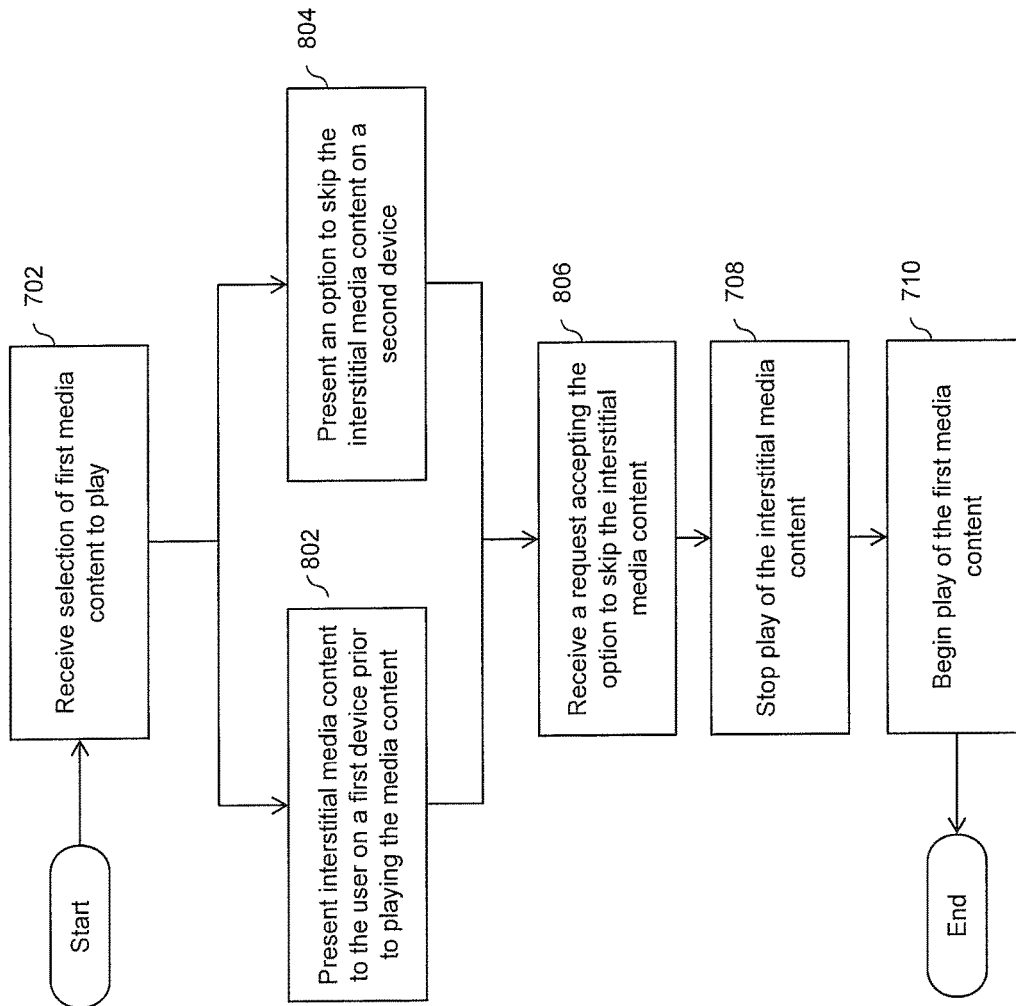 Start
702
Receive selection of first media
content to play
802
Present interstitial media content
to the user on a first device prior
to playing the media content
804
Present an option to skip the
interstitial media content on a
second device
806
Receive a request accepting the
option to skip the interstitial
media content
708
Stop play of the interstitial media
content
710
Begin play of the first media
content
End